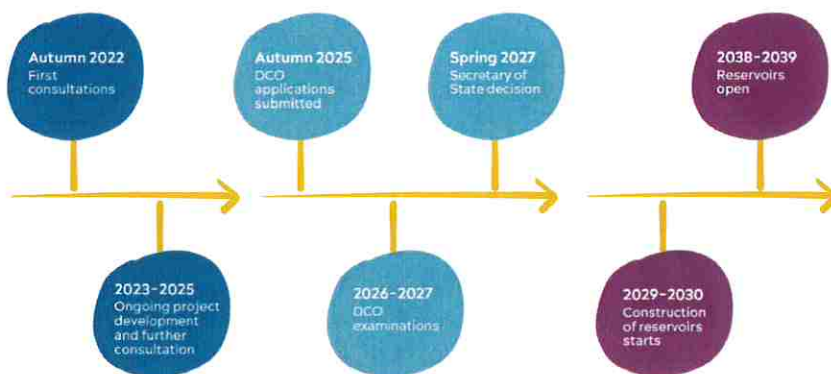 Autumn 2022
First
consultations
2023-2025
Ongoing project
development
and further
consultation
Autumn 2025
DCO
applications
submitted
2026-2027
DCO
examinations
Spring 2027
Secretary of
State decision
2029-2030
Construction
of reservoirs
starts
2038-2039
Reservoirs
open